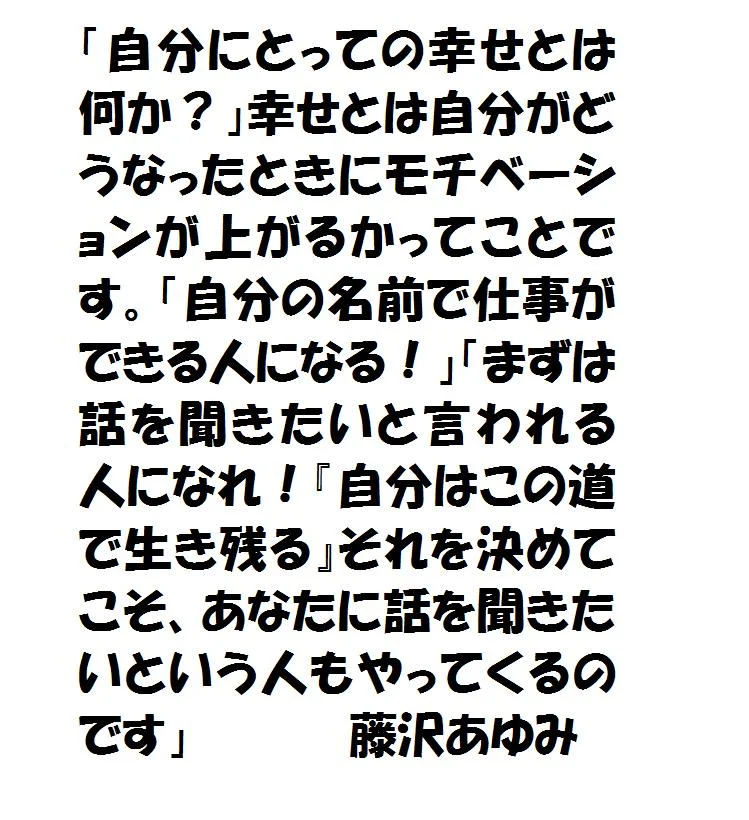 「自分にとっての幸せとは
何か？」幸せとは自分がど
うなったときにモチベーシ
ョンが上がるかってことで
す。「自分の名前で仕事が
できる人になる！」「まずは
話を聞きたいと言われる
人になれ！『自分はこの道
で生き残る』それを決めて
こそ、あなたに話を聞きた
いという人もやってくるの
です」　　　藤沢あゆみ